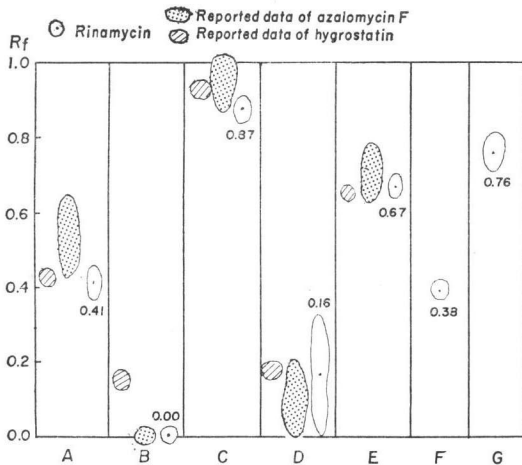 Rinamycin
Reported data of azalomycin F
Reported data of hygrostatin
Rf
1.0
0.8
0.6
0.4
0.2
0.0
0.41
0.00
0.87
0.16
0.67
0.38
0.76
A B C D E F G